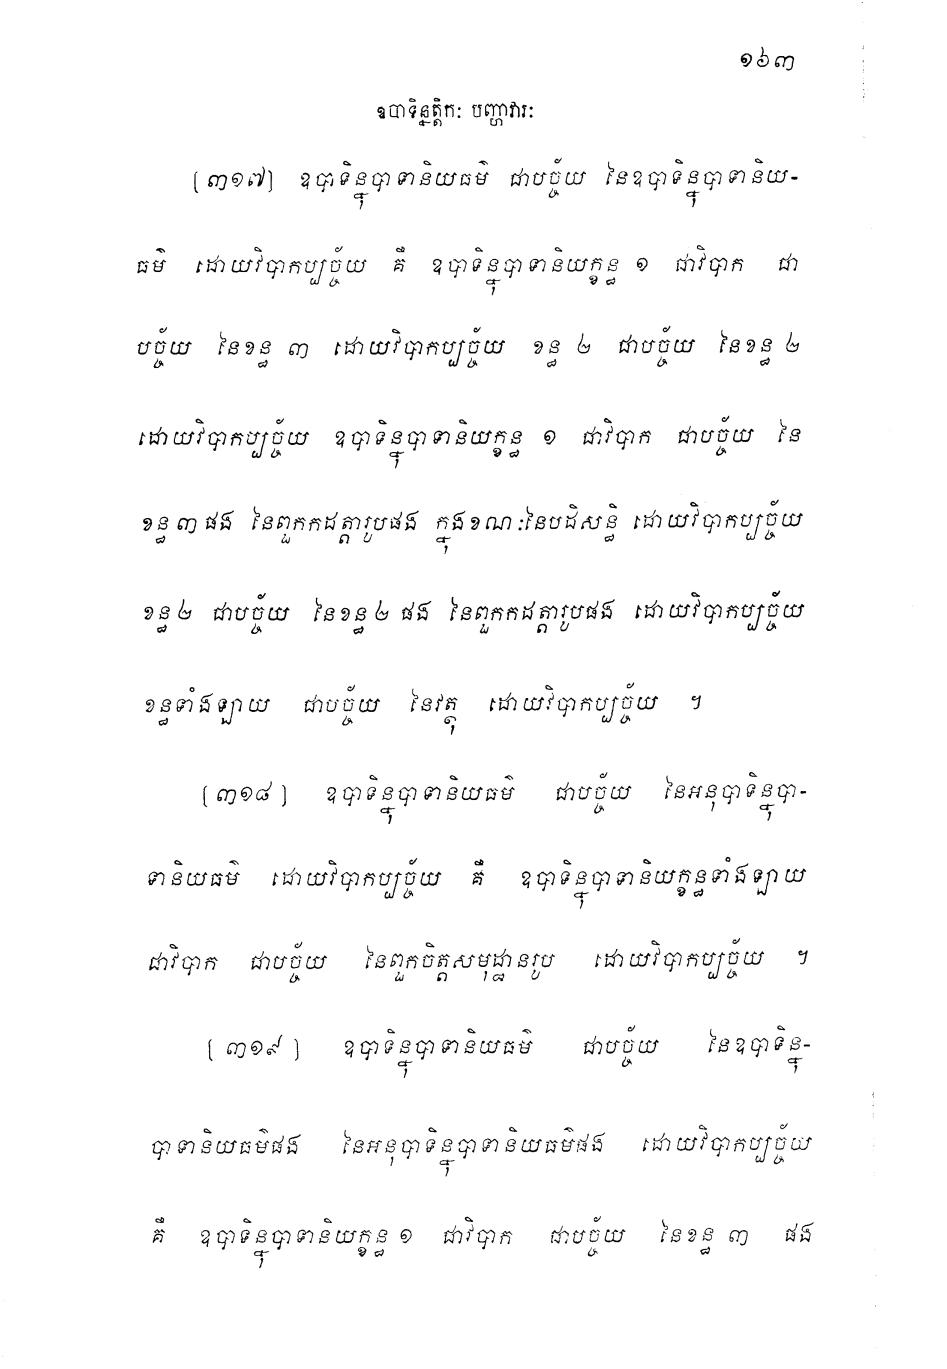 ១៦៣
ឧបាទិន្នត្តិកៈ បញ្ហាវារៈ
[៣១៧] ឧបាទិន្នុបាទានិយធម៌ ជាបច្ច័យ នៃឧបាទិន្នុបាទានិយ-
ធម៌ ដោយវិបាកប្បច្ច័យ គឺ ឧបាទិន្នុបាទានិយក្ខន្ធ ១ ជាវិបាក ជា
បច្ច័យ នៃខន្ធ ៣ ដោយវិបាកប្បច្ច័យ ខន្ធ ២ ជាបច្ច័យ នៃខន្ធ ២
ដោយវិបាកប្បច្ច័យ ឧបាទិន្នុបាទានិយក្ខន្ធ ១ ជាវិបាក ជាបច្ច័យ នៃ
ខន្ធ ៣ ផង នៃពួកកដត្តារូបផង ក្នុងខណៈនៃបដិសន្ធិ ដោយវិបាកប្បច្ច័យ
ខន្ធ ២ ជាបច្ច័យ នៃខន្ធ ២ ផង នៃពួកកដត្តារូបផង ដោយវិបាកប្បច្ច័យ
ខន្ធទាំងឡាយ ជាបច្ច័យ នៃវត្ថុ ដោយវិបាកប្បច្ច័យ ។
[៣១៨] ឧបាទិន្នុបាទានិយធម៌ ជាបច្ច័យ នៃអនុបាទិន្នុបា-
ទានិយធម៌ ដោយវិបាកប្បច្ច័យ គឺ ឧបាទិន្នុបាទានិយក្ខន្ធទាំងឡាយ
ជាវិបាក ជាបច្ច័យ នៃពួកចិត្តសមុដ្ឋានរូប ដោយវិបាកប្បច្ច័យ ។
[៣១៩] ឧបាទិន្នុបាទានិយធម៌ ជាបច្ច័យ នៃឧបាទិន្នុ-
បាទានិយធម៌ផង នៃអនុបាទិន្នុបាទានិយធម៌ផង ដោយវិបាកប្បច្ច័យ
គឺ ឧបាទិន្នុបាទានិយក្ខន្ធ ១ ជាវិបាក ជាបច្ច័យ នៃខន្ធ ៣ ផង